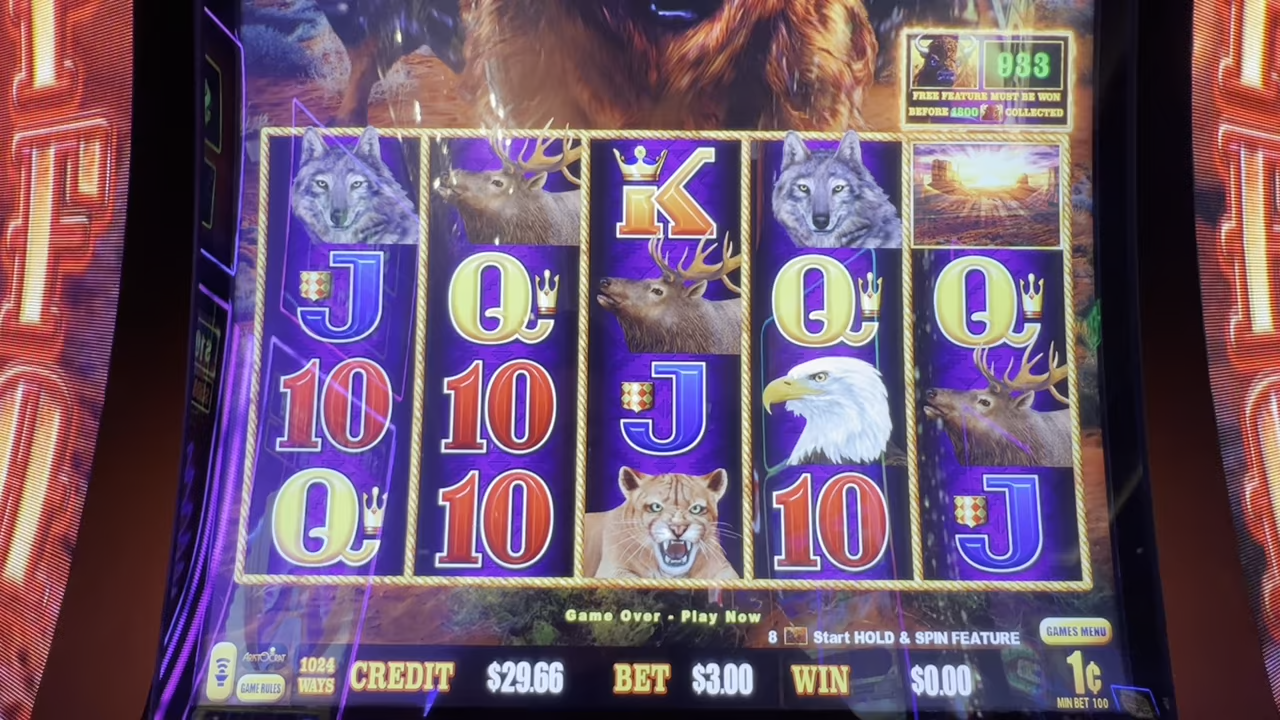 933
FREE FEATURE MUST BE WON
BEFORE 1800 COLLECTED
K
J Q Q Q
10 10 J
Q 10 10 J
Game Over - Play Now
8 Start HOLD & SPIN FEATURE
GAMES MENU
ARISTOCRAT
GAME RULES
1024
WAYS
CREDIT $29.66 BET $3.00 WIN $0.00
1¢
MIN BET 100